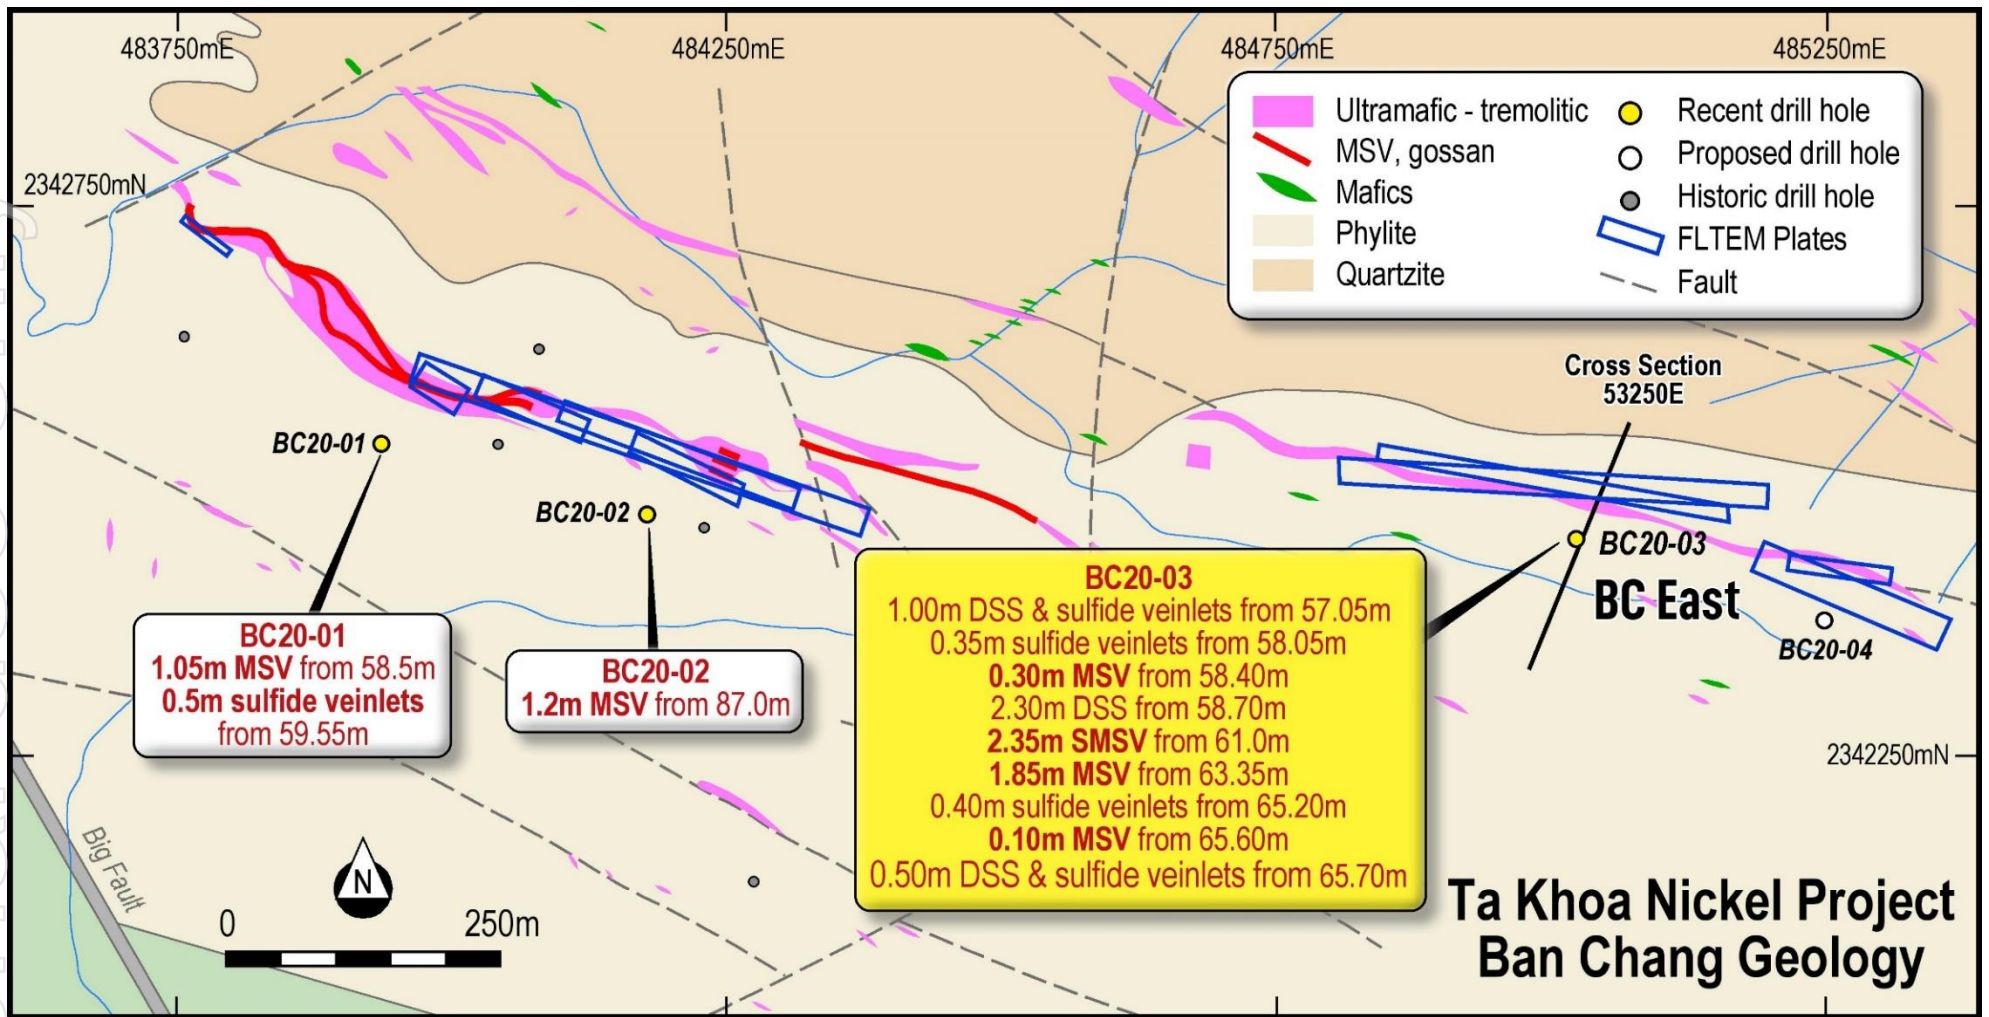 483750mE
484250mE
484750mE
485250mE
Ultramafic - tremolitic
MSV, gossan
Mafics
Phylite
Quartzite
Recent drill hole
Proposed drill hole
Historic drill hole
FLTEM Plates
Fault
2342750mN
Cross Section
53250E
BC20-01
BC20-02
BC20-03
BC East
BC20-04
BC20-01
1.05m MSV from 58.5m
0.5m sulfide veinlets
from 59.55m
BC20-02
1.2m MSV from 87.0m
BC20-03
1.00m DSS & sulfide veinlets from 57.05m
0.35m sulfide veinlets from 58.05m
0.30m MSV from 58.40m
2.30m DSS from 58.70m
2.35m SMSV from 61.0m
1.85m MSV from 63.35m
0.40m sulfide veinlets from 65.20m
0.10m MSV from 65.60m
0.50m DSS & sulfide veinlets from 65.70m
2342250mN
Big Fault
N
0
250m
Ta Khoa Nickel Project
Ban Chang Geology